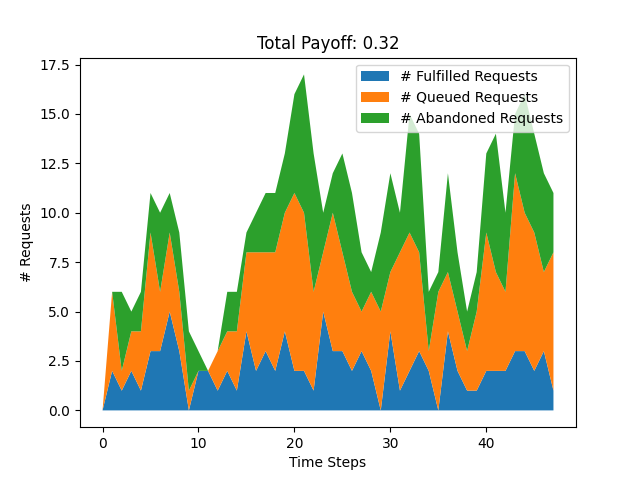 Total Payoff: 0.32
# Fulfilled Requests
# Queued Requests
# Abandoned Requests
17.5
15.0
12.5
10.0
7.5
5.0
2.5
0.0
# Requests
0 10 20 30 40
Time Steps